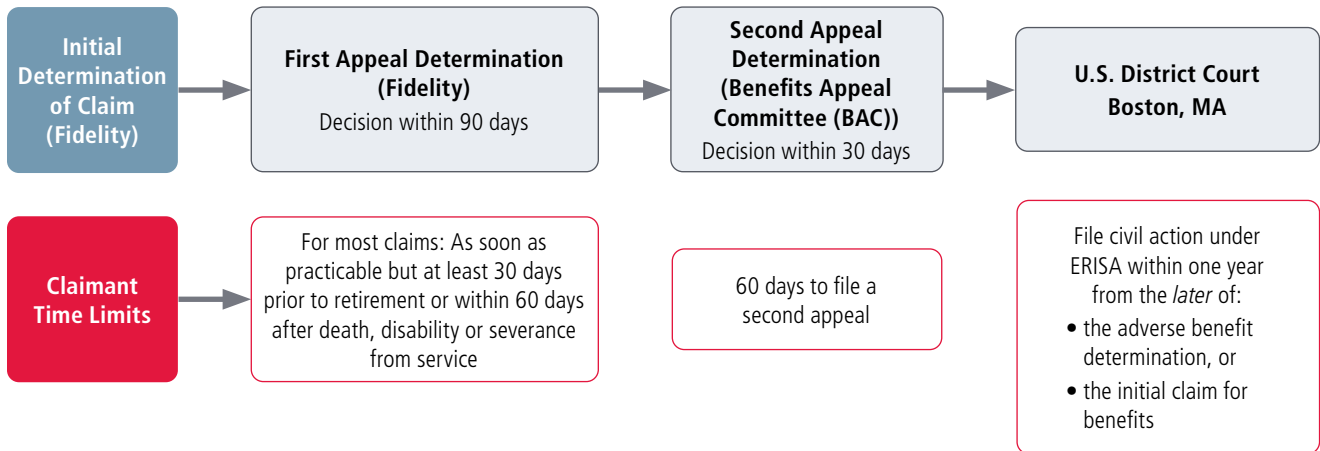 Initial
Determination
of Claim
(Fidelity)
First Appeal Determination
(Fidelity)
Decision within 90 days
Second Appeal
Determination
(Benefits Appeal
Committee (BAC))
Decision within 30 days
U.S. District Court
Boston, MA
Claimant
Time Limits
For most claims: As soon as
practicable but at least 30 days
prior to retirement or within 60 days
after death, disability or severance
from service
60 days to file a
second appeal
File civil action under
ERISA within one year
from the later of:
• the adverse benefit
determination, or
• the initial claim for
benefits